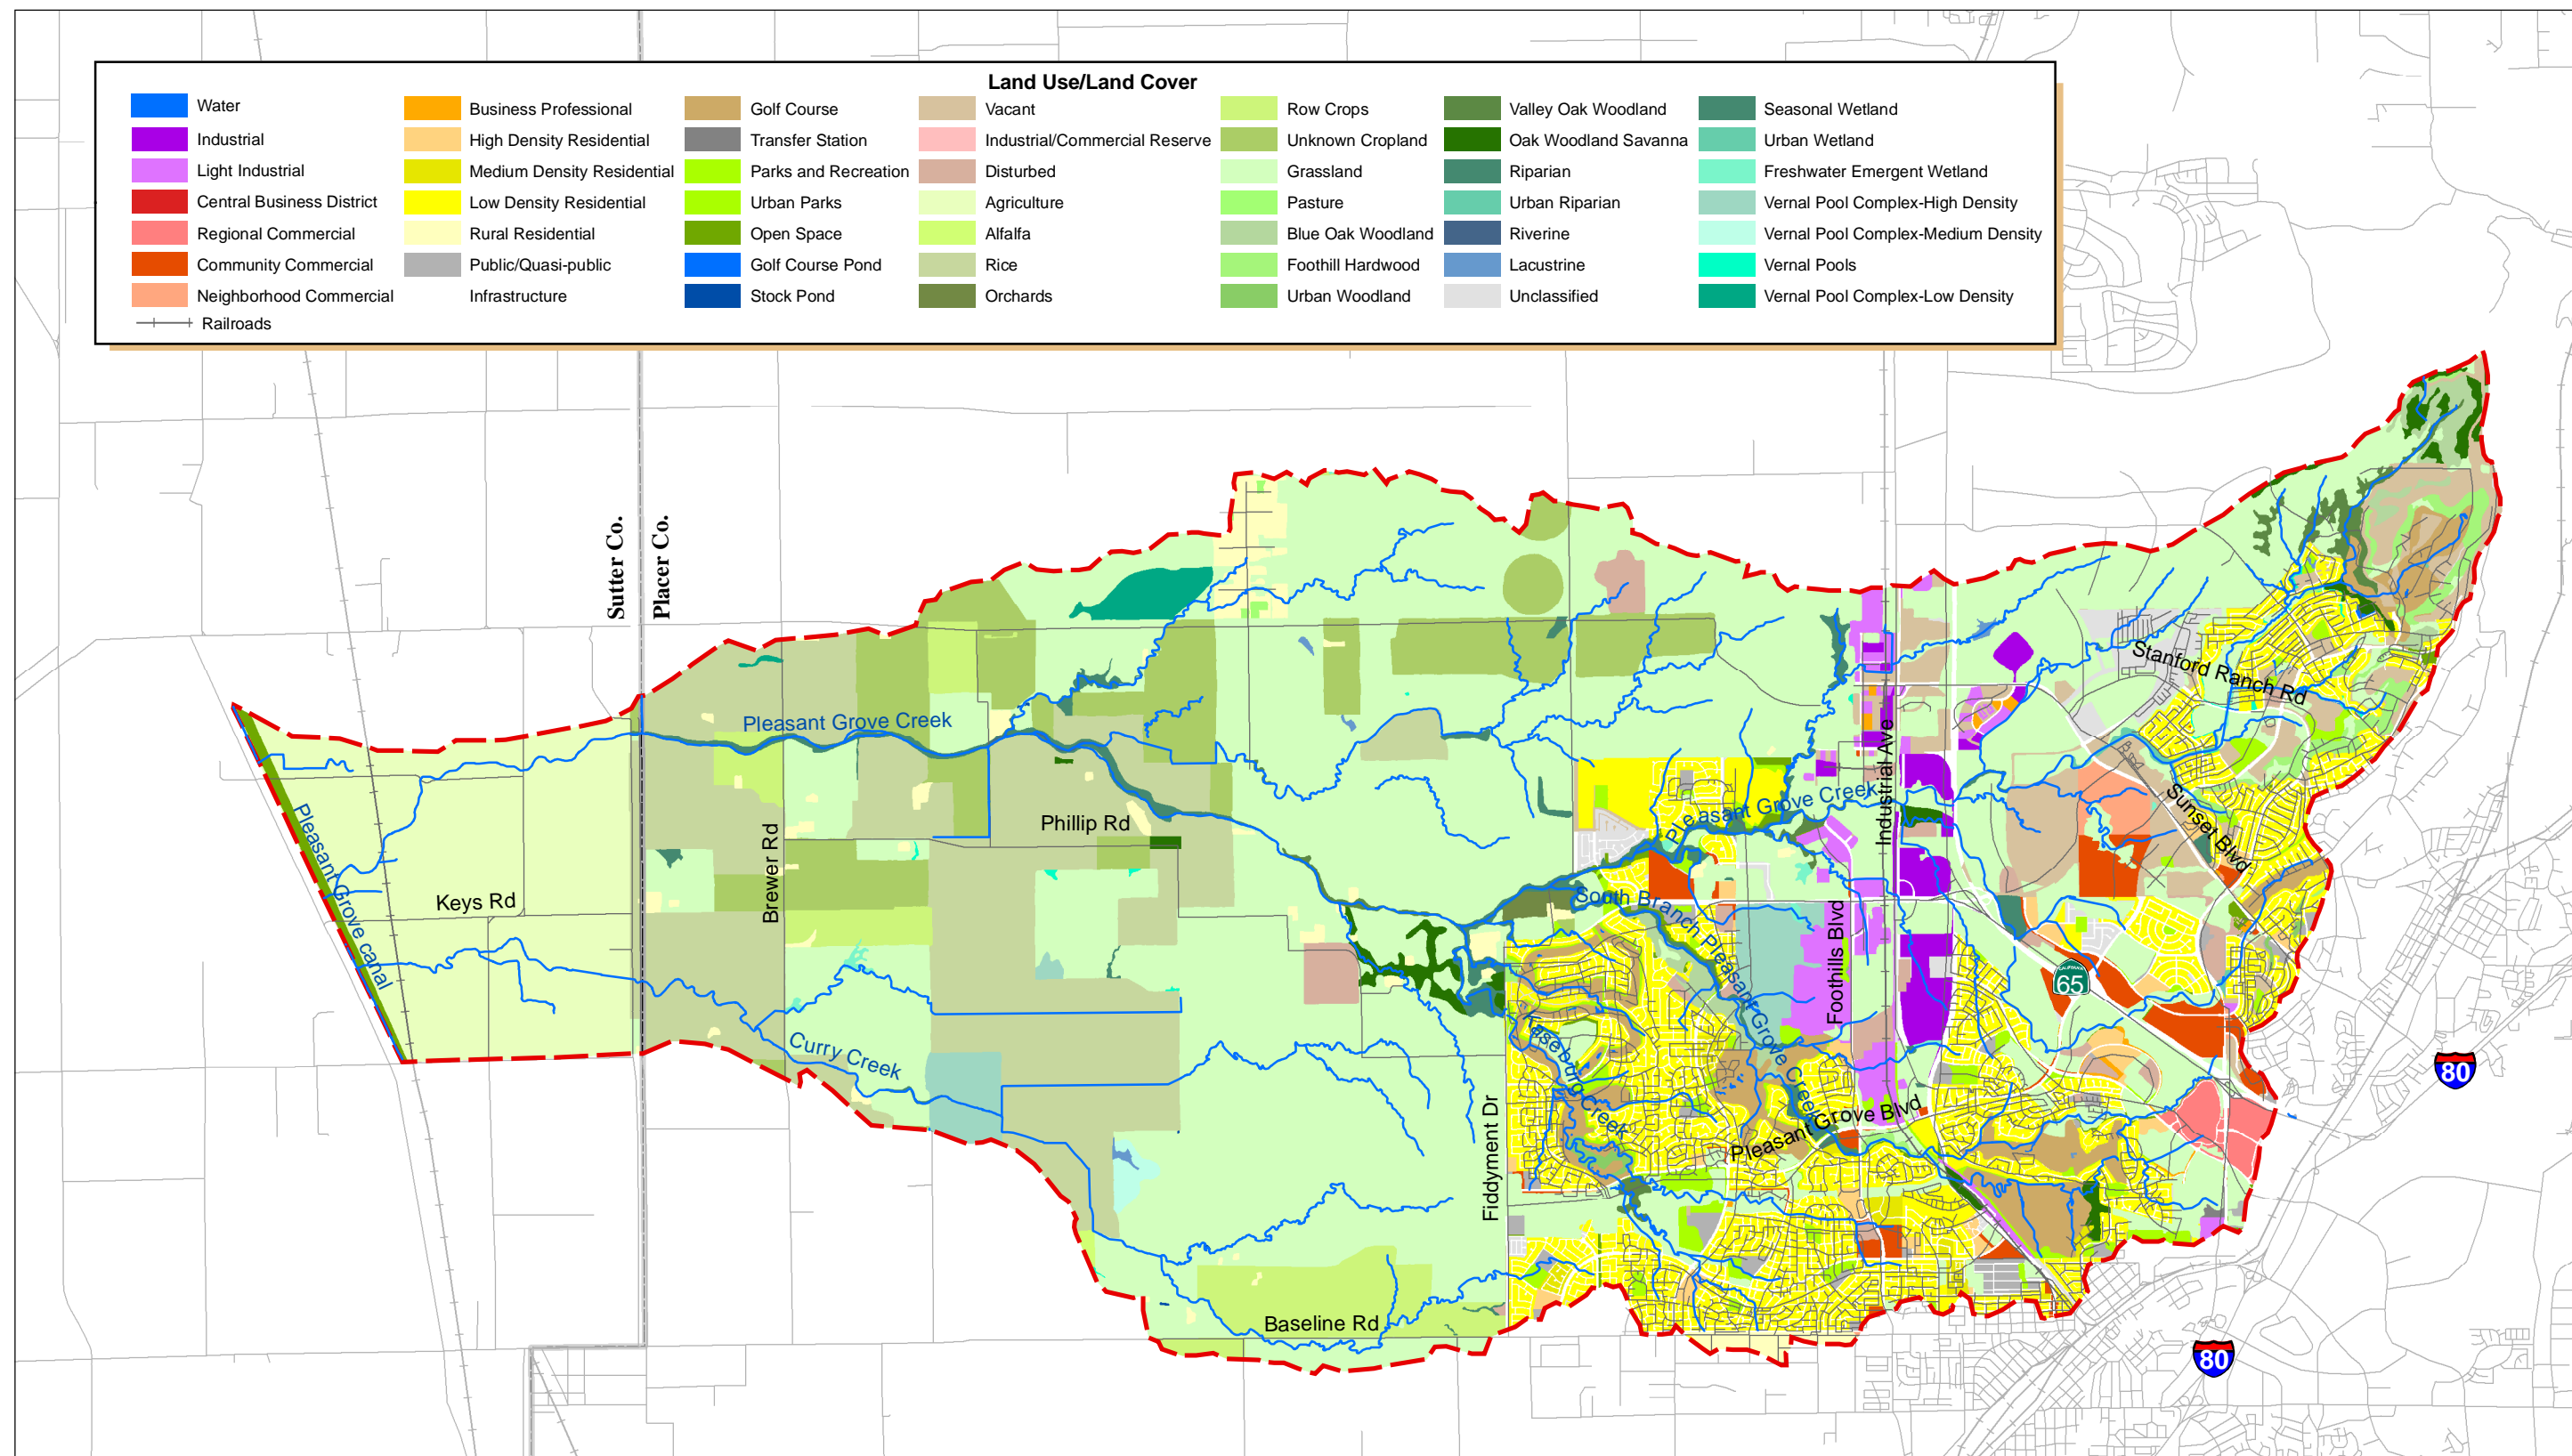 Land Use/Land Cover
Water
Industrial
Light Industrial
Central Business District
Regional Commercial
Community Commercial
Neighborhood Commercial
Railroads
Business Professional
High Density Residential
Medium Density Residential
Low Density Residential
Rural Residential
Public/Quasi-public
Infrastructure
Golf Course
Transfer Station
Parks and Recreation
Urban Parks
Open Space
Golf Course Pond
Stock Pond
Vacant
Industrial/Commercial Reserve
Disturbed
Agriculture
Alfalfa
Rice
Orchards
Row Crops
Unknown Cropland
Grassland
Pasture
Blue Oak Woodland
Foothill Hardwood
Urban Woodland
Valley Oak Woodland
Oak Woodland Savanna
Riparian
Urban Riparian
Riverine
Lacustrine
Unclassified
Seasonal Wetland
Urban Wetland
Freshwater Emergent Wetland
Vernal Pool Complex-High Density
Vernal Pool Complex-Medium Density
Vernal Pools
Vernal Pool Complex-Low Density
Sutter Co.
Placer Co.
Pleasant Grove Creek
Stanford Ranch Rd
Pleasant Grove canal
Keys Rd
Brewer Rd
Phillip Rd
Pleasant Grove Creek
Industrial Ave
Sunset Blvd
South Branch Pleasant Grove Creek
Foothills Blvd
CALIFORNIA
65
Curry Creek
Kaseburg Creek
Fiddyment Dr
Pleasant Grove Blvd
80
Baseline Rd
80